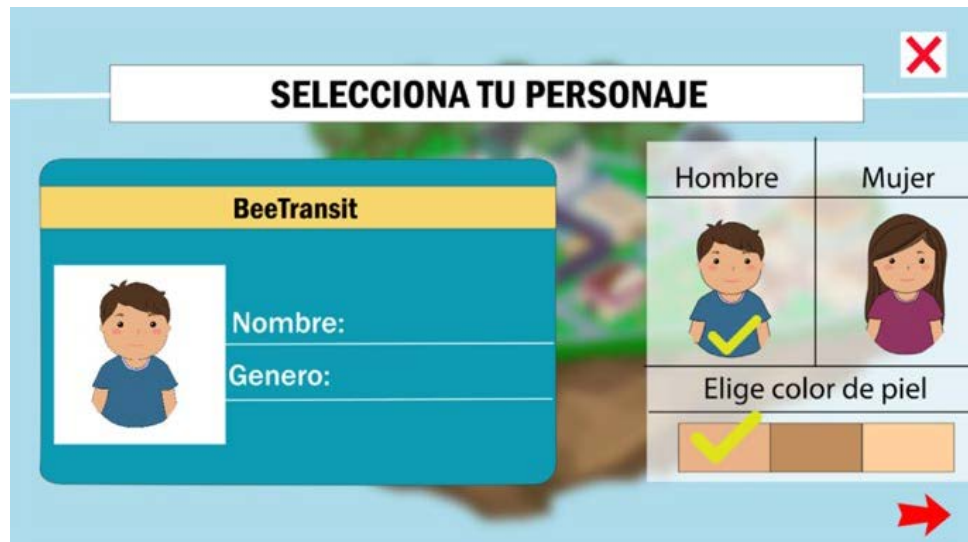 SELECCIONA TU PERSONAJE
BeeTransit
Nombre:
Genero:
Hombre
Mujer
Elige color de piel